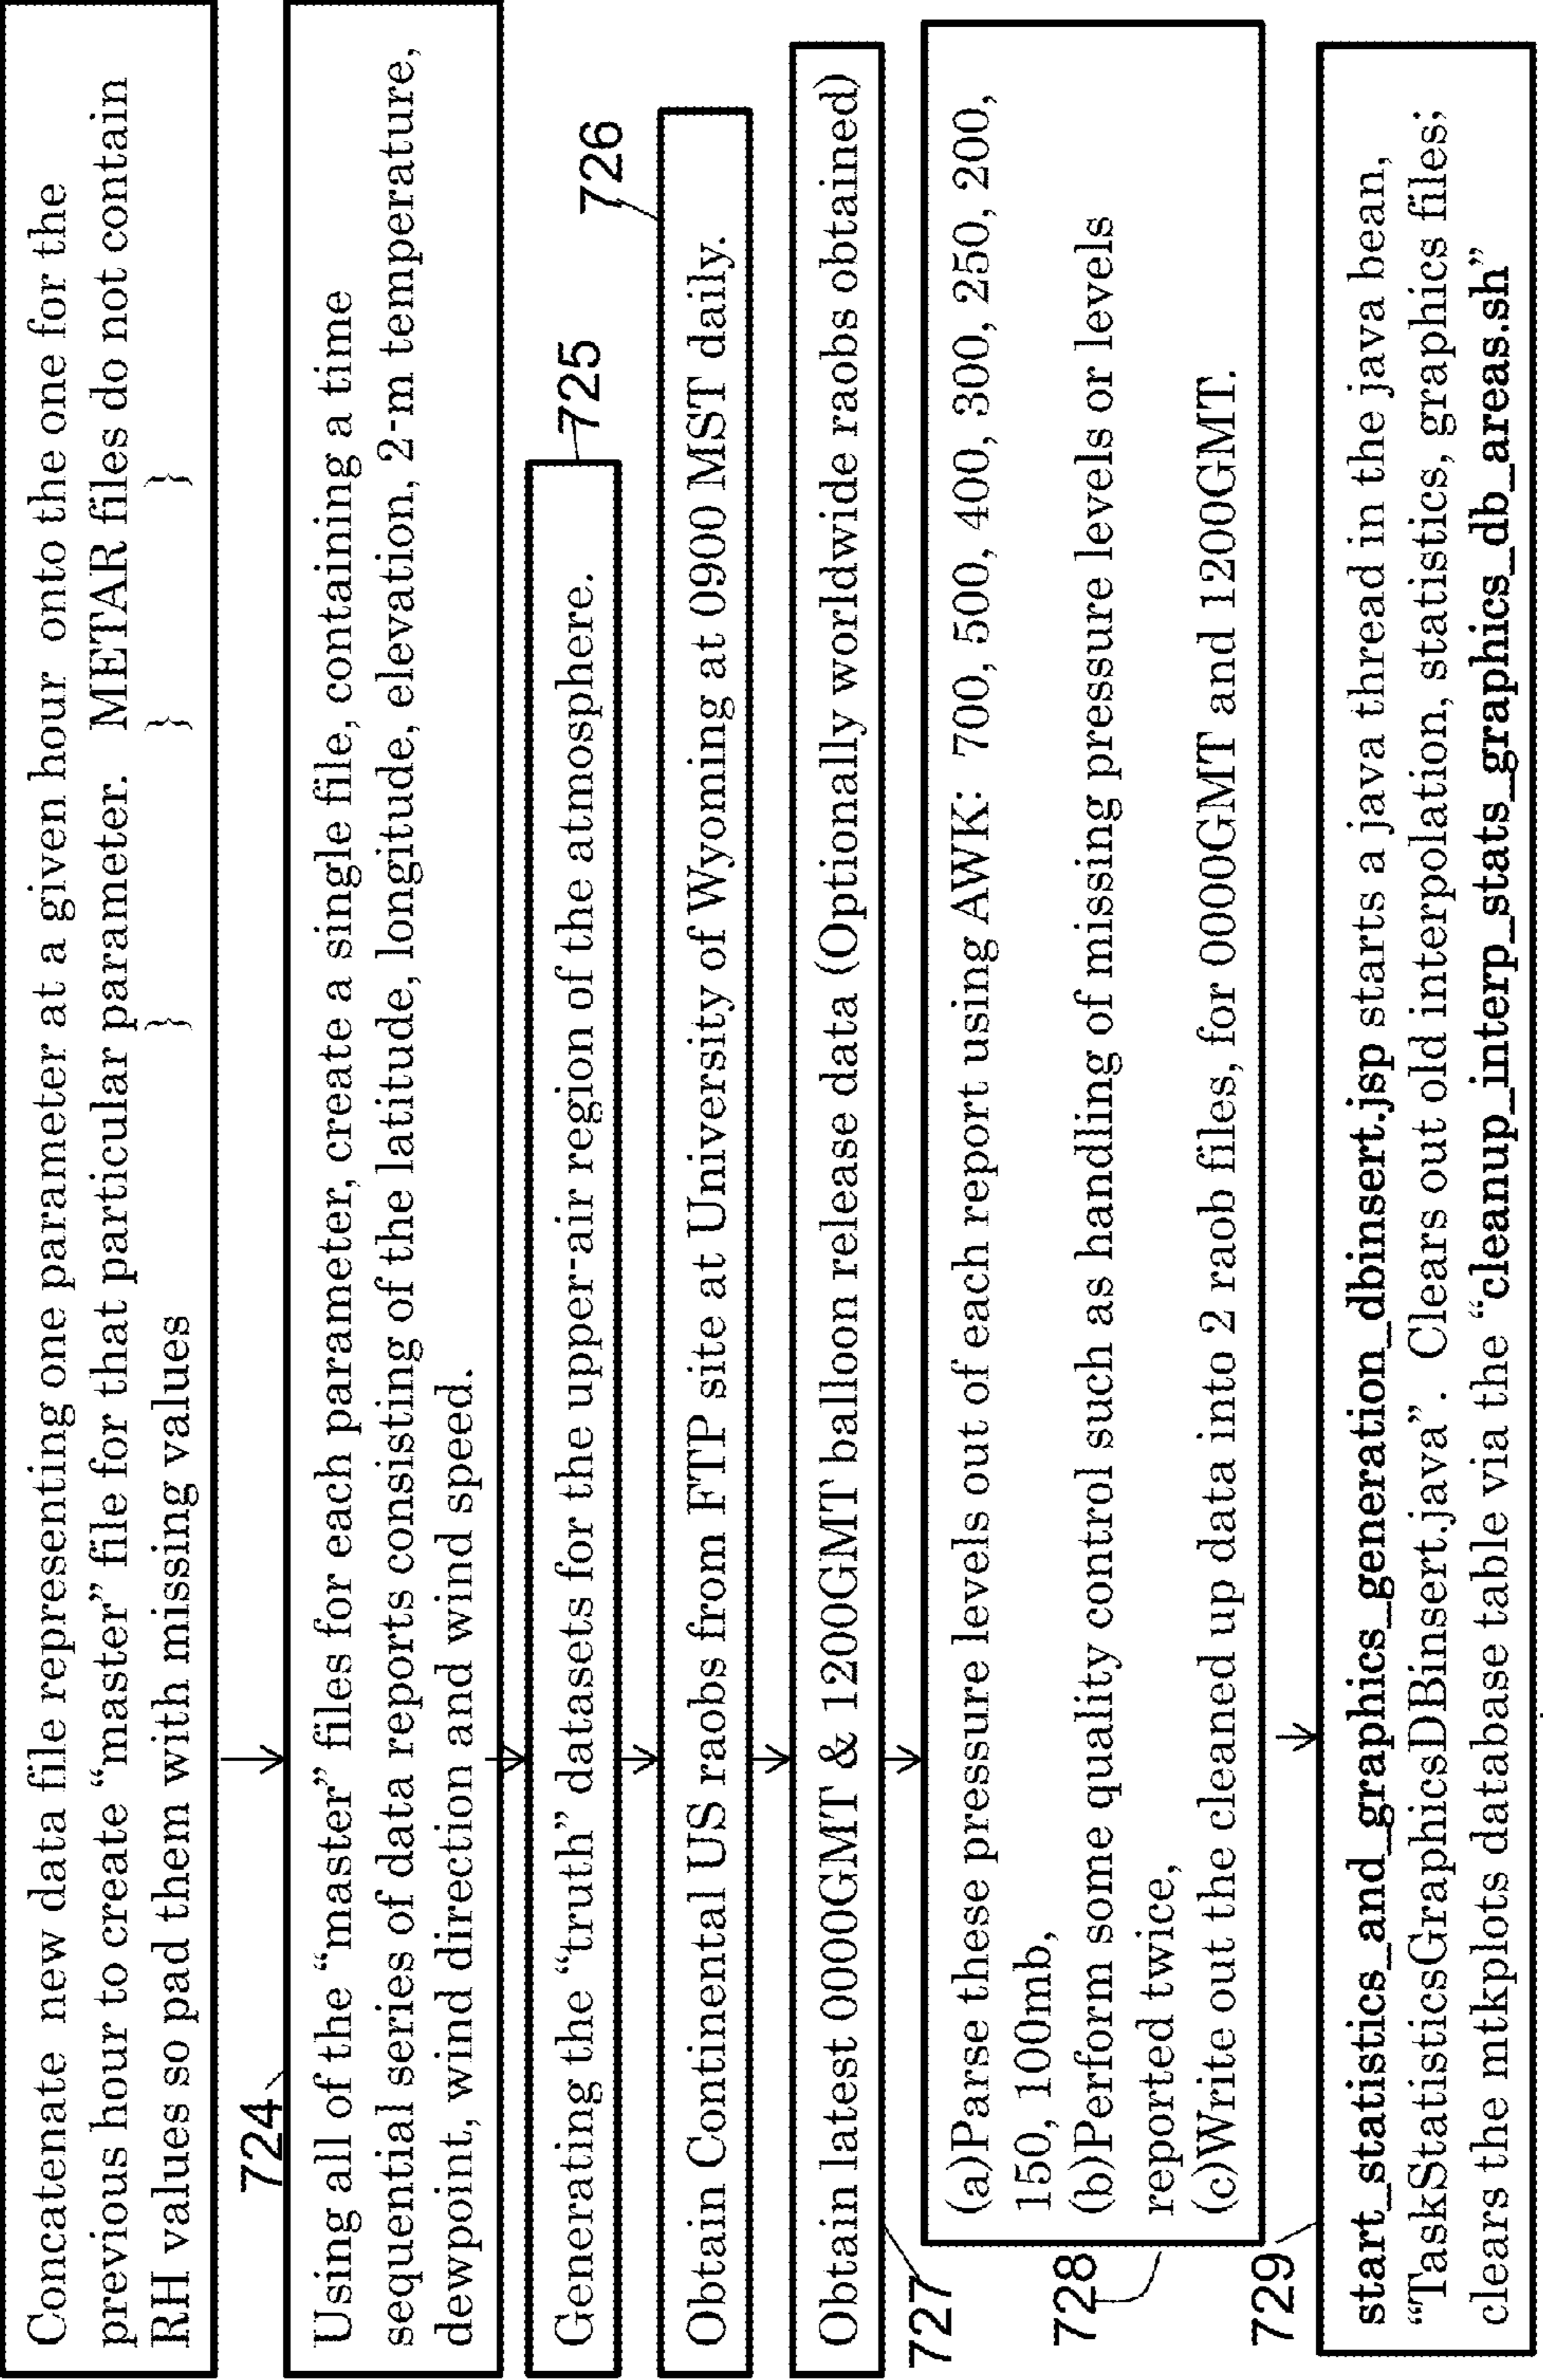 Concatenate new data file representing one parameter at a given hour onto the one for the
previous hour to create “master” file for that particular parameter. METAR files do not contain
RH values so pad them with missing values } } }
724
Using all of the “master” files for each parameter, create a single file, containing a time
sequential series of data reports consisting of the latitude, longitude, elevation, 2-m temperature,
dewpoint, wind direction and wind speed.
725
Generating the “truth” datasets for the upper-air region of the atmosphere.
726
Obtain Continental US raobs from FTP site at University of Wyoming at 0900 MST daily.
Obtain latest 0000GMT & 1200GMT balloon release data (Optionally worldwide raobs obtained)
727
(a)Parse these pressure levels out of each report using AWK: 700, 500, 400, 300, 250, 200,
150, 100mb,
(b)Perform some quality control such as handling of missing pressure levels or levels
reported twice,
(c)Write out the cleaned up data into 2 raob files, for 0000GMT and 1200GMT.
728
729
start_statistics_and_graphics_generation_dbinsert.jsp starts a java thread in the java bean,
“TaskStatisticsGraphicsDBinsert.java”. Clears out old interpolation, statistics, graphics files;
clears the mtkplots database table via the “cleanup_interp_stats_graphics_db_areas.sh”